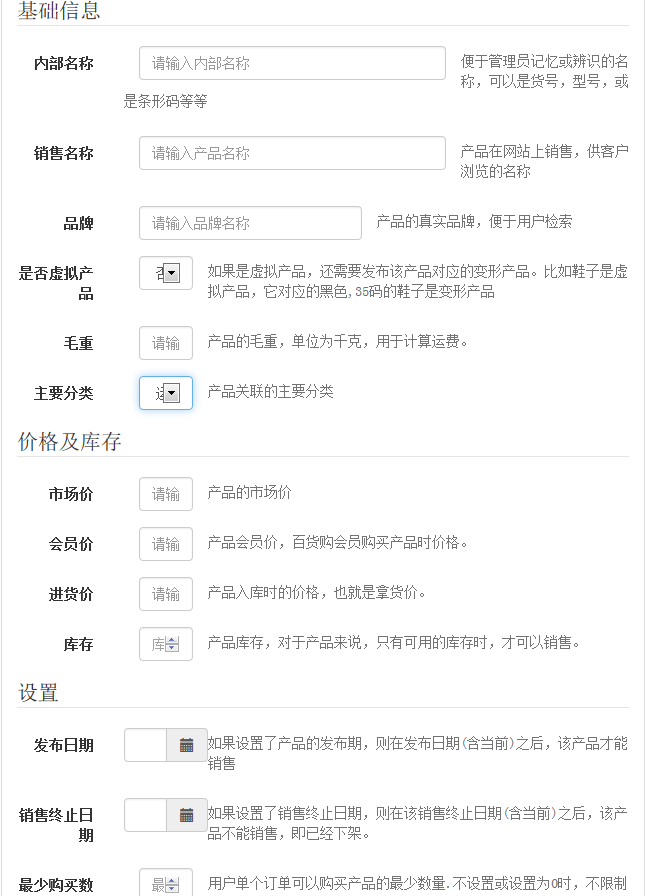 基础信息
内部名称 请输入内部名称 便于管理员记忆或辨识的名
称，可以是货号，型号，或
是条形码等等
销售名称 请输入产品名称 产品在网站上销售，供客户
浏览的名称
品牌 请输入品牌名称 产品的真实品牌，便于用户检索
是否虚拟产 否 如果是虚拟产品，还需要发布该产品对应的变形产品。比如鞋子是虚
品 拟产品，它对应的黑色,35码的鞋子是变形产品
毛重 请输 产品的毛重，单位为千克，用于计算运费。
主要分类 产品关联的主要分类
价格及库存
市场价 请输 产品的市场价
会员价 请输 产品会员价，百货购会员购买产品时价格。
进货价 请输 产品入库时的价格，也就是拿货价。
库存 库 产品库存，对于产品来说，只有可用的库存时，才可以销售。
设置
发布日期 如果设置了产品的发布期，则在发布日期(含当前)之后，该产品才能
销售
销售终止日 如果设置了销售终止日期，则在该销售终止日期(含当前)之后，该产
期 品不能销售，即已经下架。
最少购买数 最 用户单个订单可以购买产品的最少数量.不设置或设置为0时，不限制